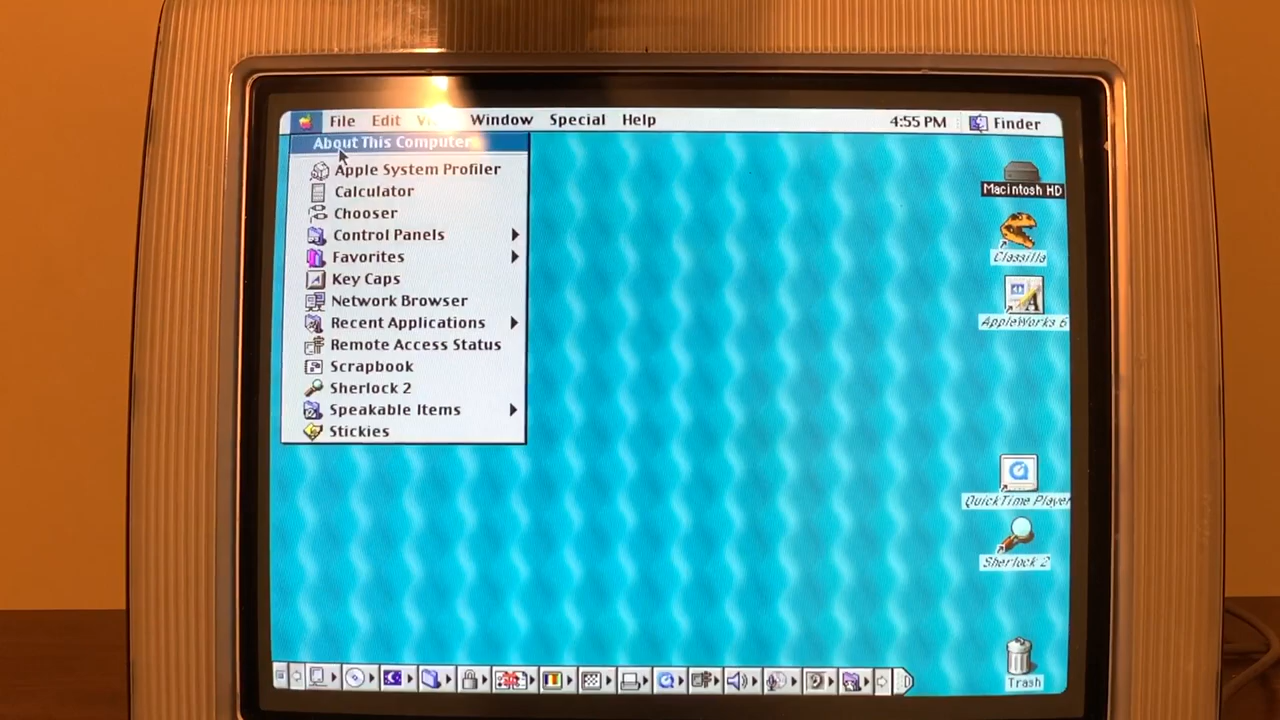 File Edit Window Special Help 4:55 PM Finder
About This Computer
Apple System Profiler
Calculator
Chooser
Control Panels
Favorites
Key Caps
Network Browser
Recent Applications
Remote Access Status
Scrapbook
Sherlock 2
Speakable Items
Stickies
Macintosh HD
Classilla
AppleWorks 6
QuickTime Player
Sherlock 2
Trash